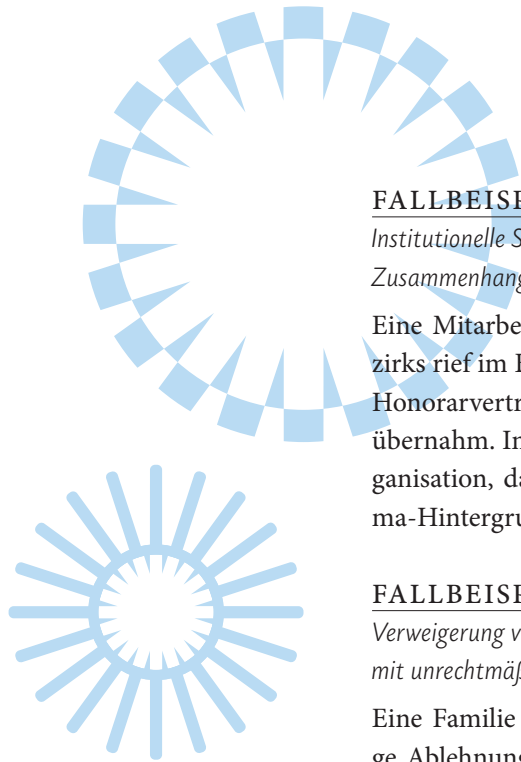 FALLBEISP
Institutionelle S
Zusammenhang
Eine Mitarbe
zirks rief im
Honorarvertr
übernahm. In
ganisation, da
ma-Hintergru
FALLBEISP
Verweigerung v
mit unrechtmäß
Eine Familie
ge Ablehnung